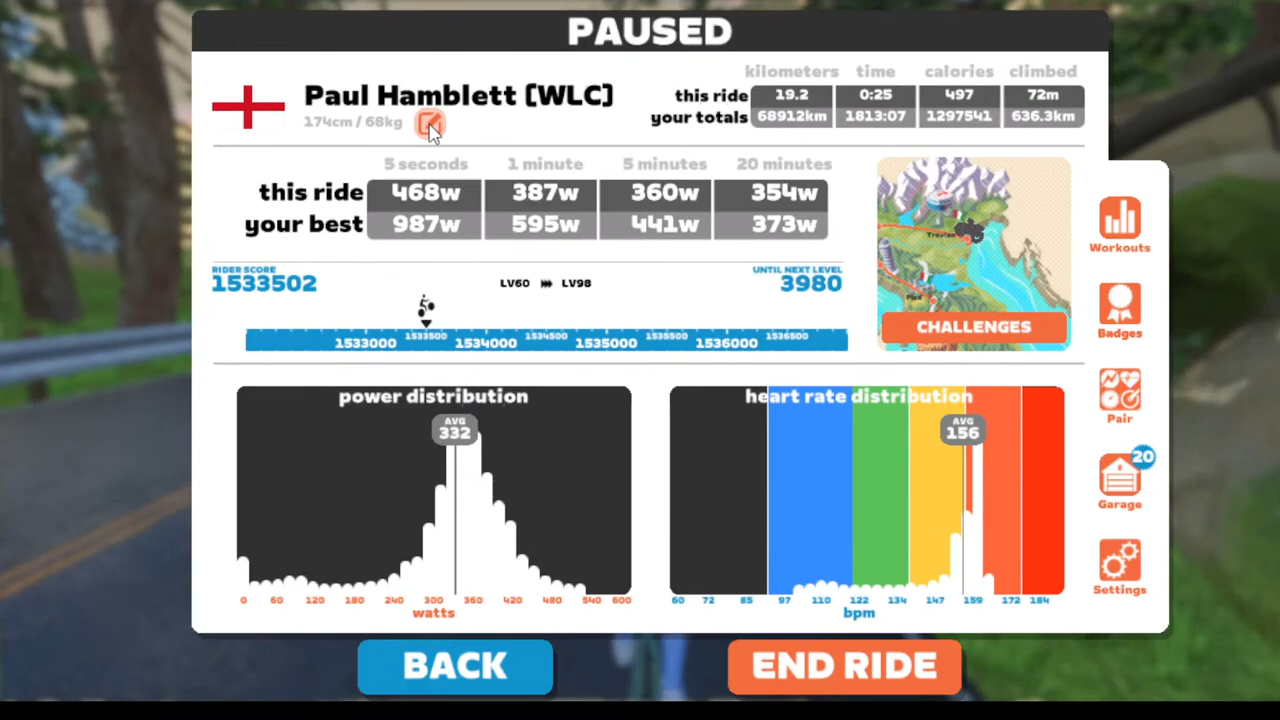 PAUSED
Paul Hamblett [WLC]
174cm / 68kg
kilometers time calories climbed
this ride 19.2 0:25 497 72m
your totals 68912km 1813:07 1297541 636.3km
5 seconds 1 minute 5 minutes 20 minutes
this ride 468w 387w 360w 354w
your best 987w 595w 441w 373w
RIDER SCORE
1533502
LV60 LV98
UNTIL NEXT LEVEL
3980
1533000 1533500 1534000 1534500 1535000 1535500 1536000 1536500
CHALLENGES
power distribution
AVG
332
0 60 120 180 240 300 360 420 480 540 600
watts
heart rate distribution
AVG
156
60 72 85 97 110 122 134 147 159 172 184
bpm
Workouts
Badges
Pair
20
Garage
Settings
BACK
END RIDE